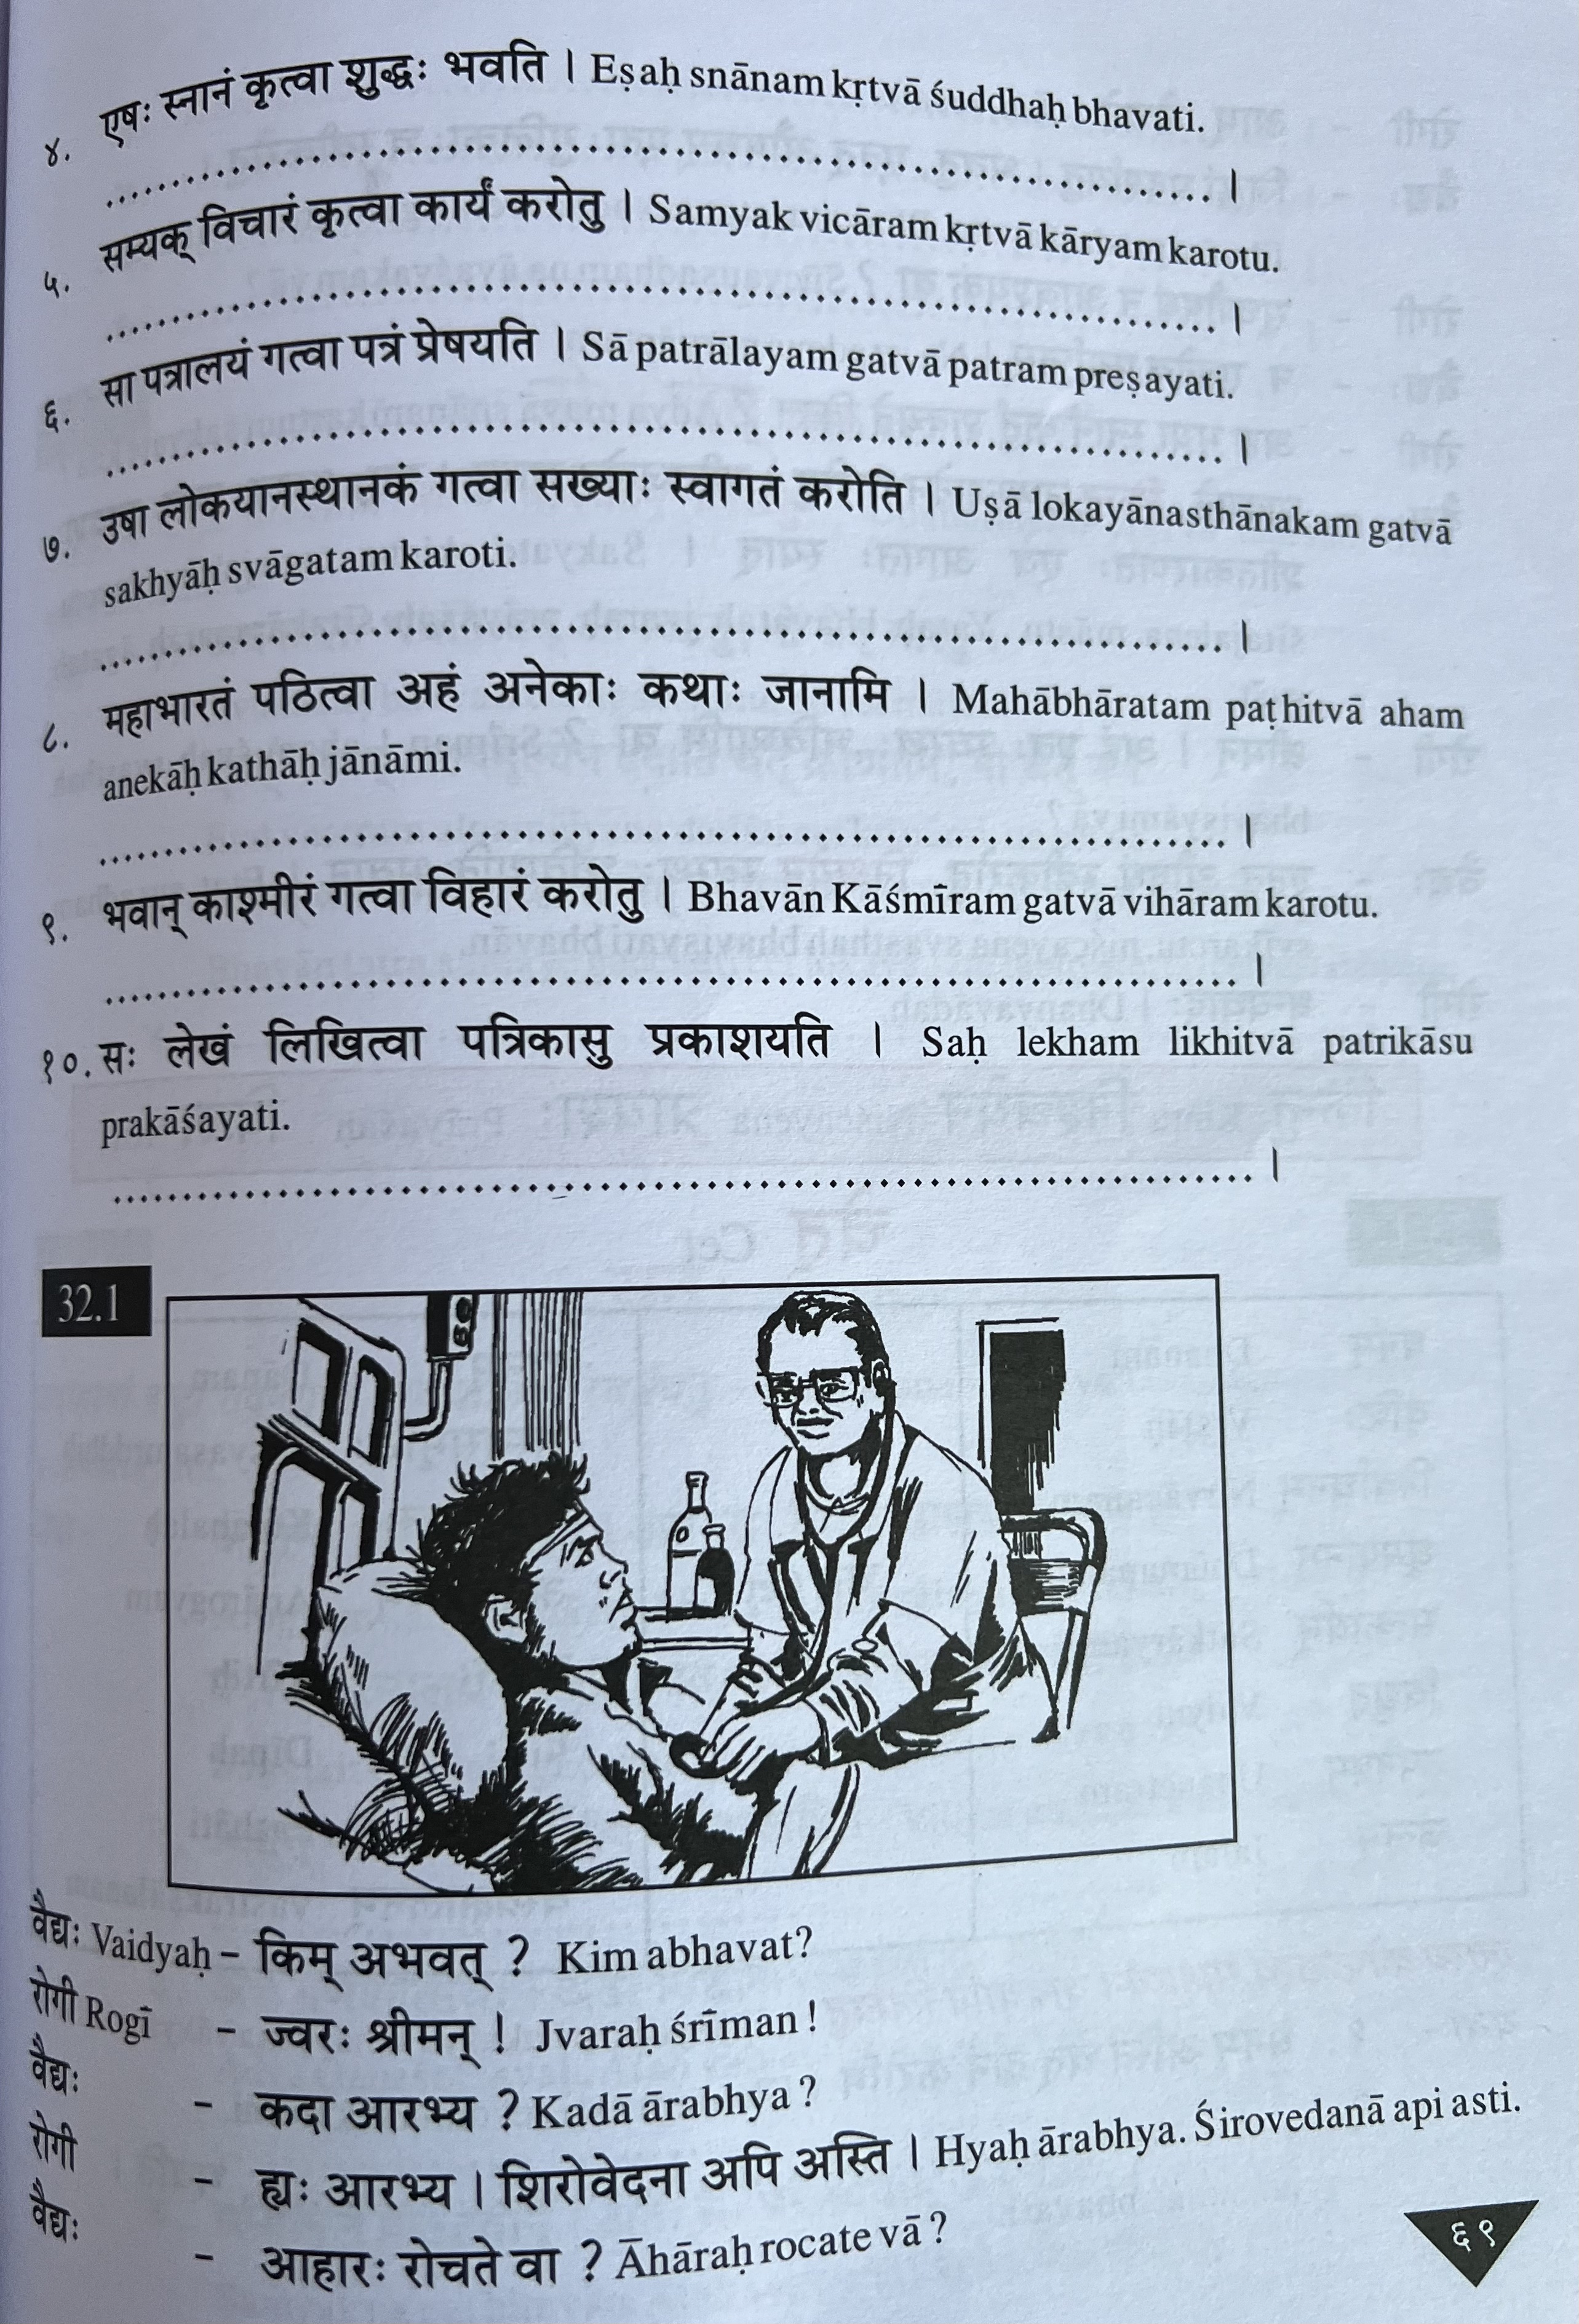 ४. एषः स्नानं कृत्वा शुद्धः भवति । Eṣaḥ snānam kṛtvā śuddhaḥ bhavati.
.................................................. ।
५. सम्यक् विचारं कृत्वा कार्यं करोतु । Samyak vicāram kṛtvā kāryam karotu.
.................................................. ।
६. सा पत्रालयं गत्वा पत्रं प्रेषयति । Sā patrālayam gatvā patram preṣayati.
.................................................. ।
७. उषा लोकयानस्थानकं गत्वा सख्याः स्वागतं करोति । Uṣā lokayānasthānakam gatvā
sakhyāḥ svāgatam karoti.
.................................................. ।
८. महाभारतं पठित्वा अहं अनेकाः कथाः जानामि । Mahābhāratam paṭhitvā aham
anekāḥ kathāḥ jānāmi.
.................................................. ।
९. भवान् काश्मीरं गत्वा विहारं करोतु । Bhavān Kāśmīram gatvā vihāram karotu.
.................................................. ।
१०. सः लेखं लिखित्वा पत्रिकासु प्रकाशयति । Saḥ lekham likhitvā patrikāsu
prakāśayati.
.................................................. ।
32.1
वैद्यः Vaidyaḥ – किम् अभवत् ? Kim abhavat?
रोगी Rogī – ज्वरः श्रीमन् ! Jvaraḥ śrīman !
वैद्यः – कदा आरभ्य ? Kadā ārabhya ?
रोगी – ह्यः आरभ्य । शिरोवेदना अपि अस्ति । Hyaḥ ārabhya. Śirovedanā api asti.
वैद्यः – आहारः रोचते वा ? Āhāraḥ rocate vā ?
६९